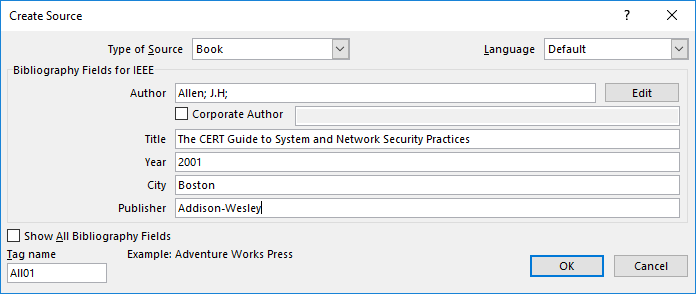 Create Source
?
Type of Source Book Language Default
Bibliography Fields for IEEE
Author Allen; J.H; Edit
Corporate Author
Title The CERT Guide to System and Network Security Practices
Year 2001
City Boston
Publisher Addison-Wesley
Show All Bibliography Fields
Tag name Example: Adventure Works Press
All01 OK Cancel